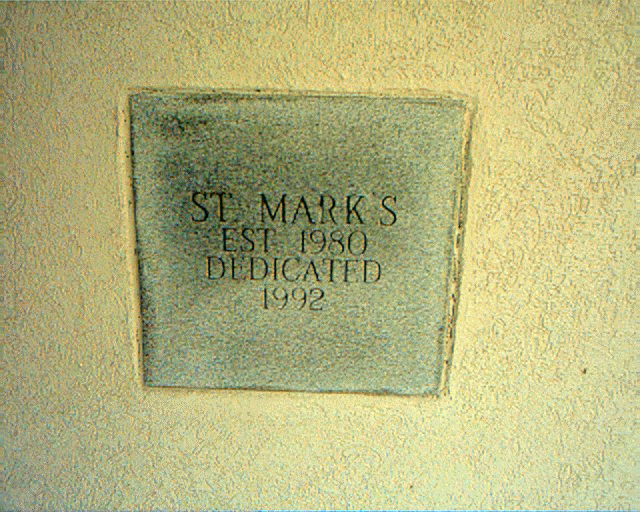 ST MARK'S
EST 1980
DEDICATED
1992